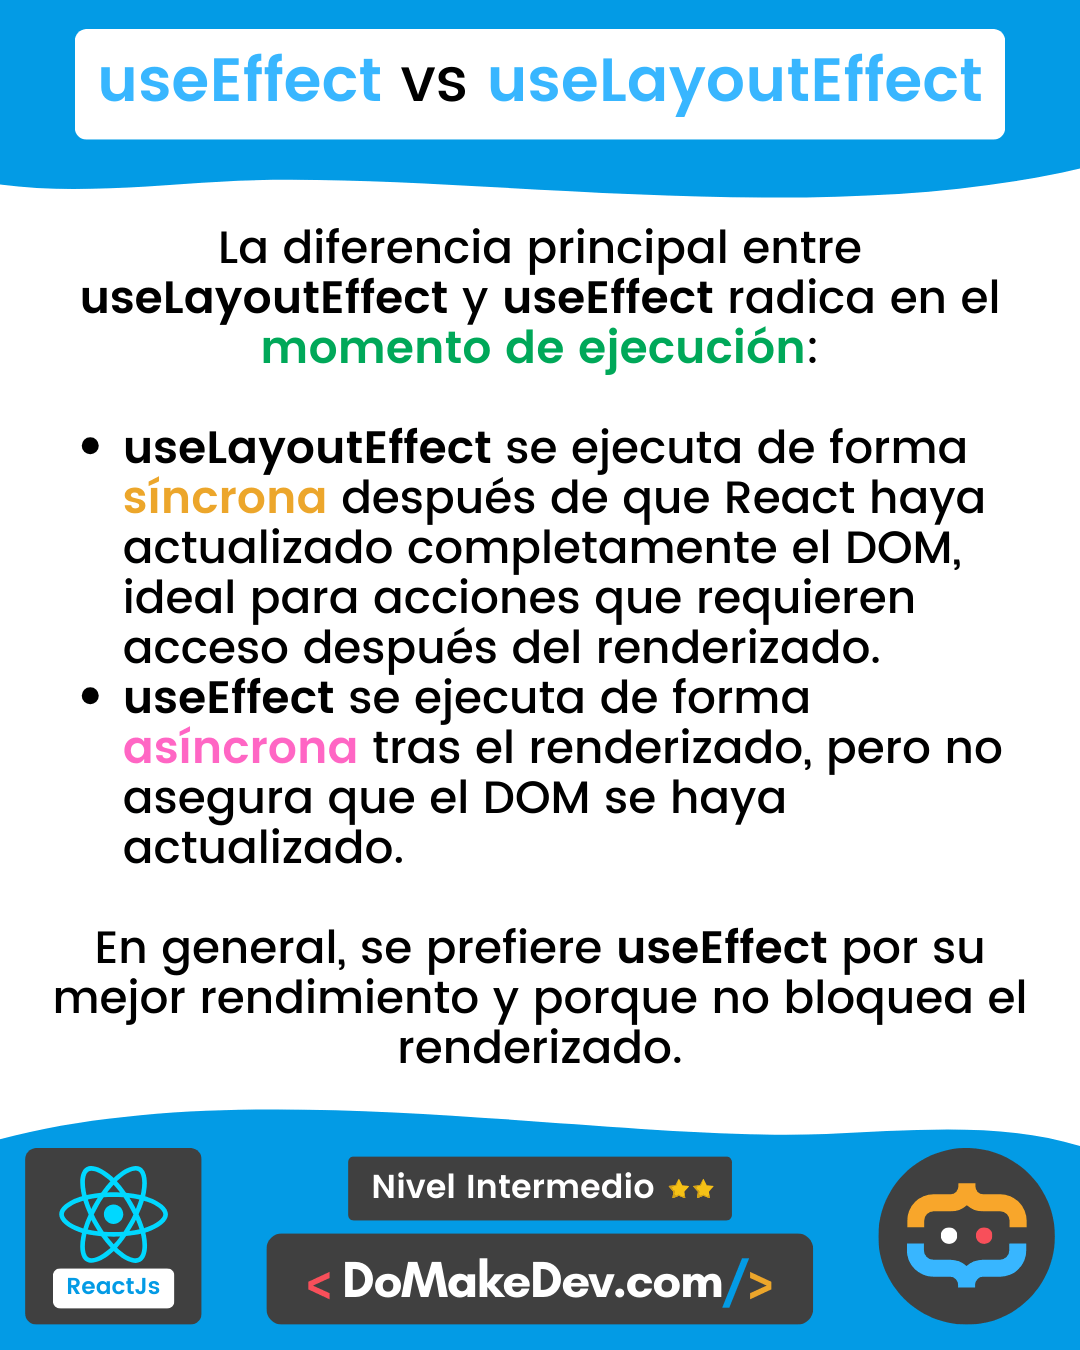 useEffect vs useLayoutEffect
La diferencia principal entre
useLayoutEffect y useEffect radica en el
momento de ejecución:
• useLayoutEffect se ejecuta de forma
síncrona después de que React haya
actualizado completamente el DOM,
ideal para acciones que requieren
acceso después del renderizado.
• useEffect se ejecuta de forma
asíncrona tras el renderizado, pero no
asegura que el DOM se haya
actualizado.
En general, se prefiere useEffect por su
mejor rendimiento y porque no bloquea el
renderizado.
Nivel Intermedio
ReactJs
< DoMakeDev.com/>